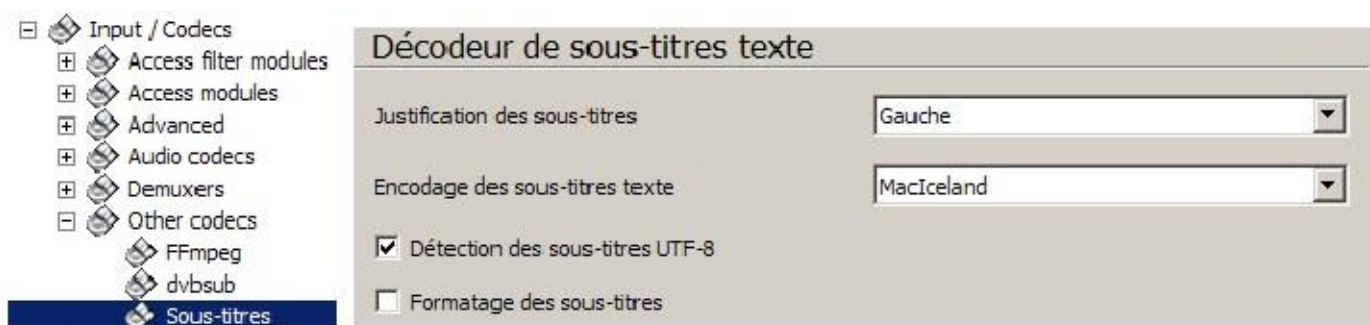 Input / Codecs
Access filter modules
Access modules
Advanced
Audio codecs
Demuxers
Other codecs
FFmpeg
dvbsub
Sous-titres
Décodeur de sous-titres texte
Justification des sous-titres
Gauche
Encodage des sous-titres texte
MacIceland
Détection des sous-titres UTF-8
Formatage des sous-titres